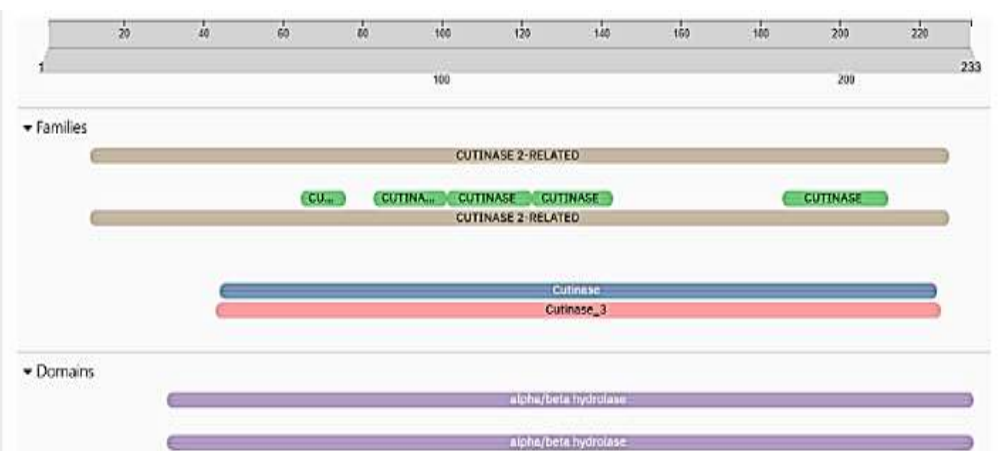 20 40 60 80 100 120 140 160 180 200 220
1 233
100 200
Families
CUTINASE 2-RELATED
CU... CUTINA... CUTINASE CUTINASE CUTINASE
CUTINASE 2-RELATED
Cutinase
Cutinase_3
Domains
alpha/beta hydrolase
alpha/beta hydrolase